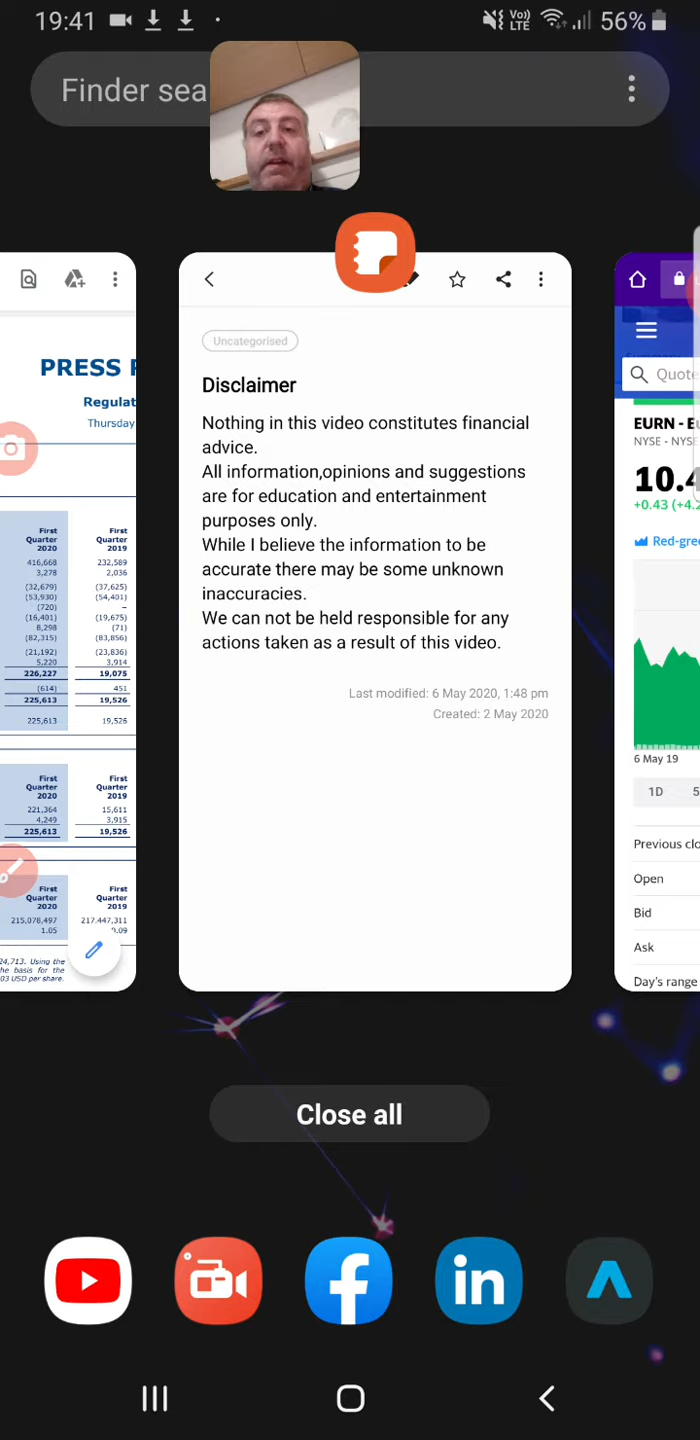 19:41
Vo))
LTE
56%
Finder sea
PRESS
Regulat
Thursday
First
Quarter
2020
First
Quarter
2019
416,668 232,589
3,278 2,036
(32,679) (37,625)
(53,930) (54,401)
(720) –
(16,401) (19,675)
8,298 (71)
(82,315) (83,856)
(21,192) (23,836)
5,220 3,914
226,227 19,075
(614) 451
225,613 19,526
225,613 19,526
First
Quarter
2020
First
Quarter
2019
221,364 15,611
4,249 3,915
225,613 19,526
First
Quarter
2020
First
Quarter
2019
215,078,497 217,447,311
1.05 0.09
24,713. Using the
he basis for the
03 USD per share.
Uncategorised
Disclaimer
Nothing in this video constitutes financial
advice.
All information,opinions and suggestions
are for education and entertainment
purposes only.
While I believe the information to be
accurate there may be some unknown
inaccuracies.
We can not be held responsible for any
actions taken as a result of this video.
Last modified: 6 May 2020, 1:48 pm
Created: 2 May 2020
Quote
EURN - E
NYSE - NYS
10.4
+0.43 (+4.2
Red-gre
6 May 19
1D 5
Previous clo
Open
Bid
Ask
Day's range
Close all
in